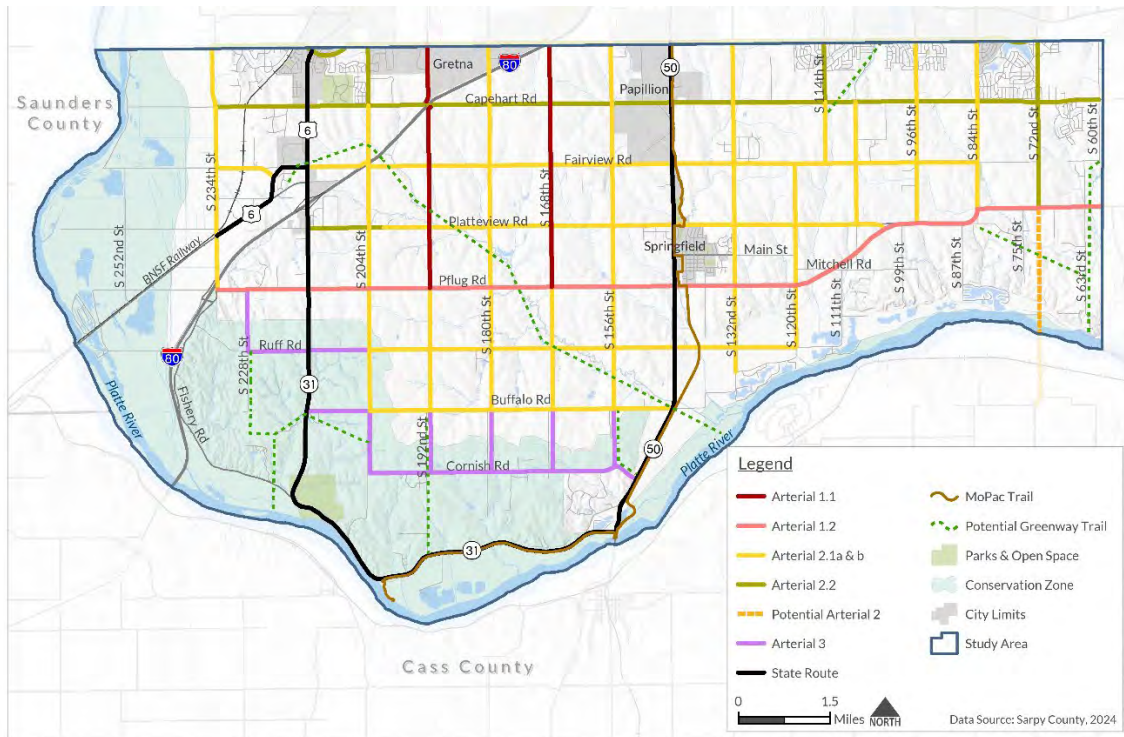 Saunders
County
Gretna
80
50
Papillion
Capehart Rd
S 114th St
S 96th St
S 84th St
S 72nd St
S 60th St
6
S 234th St
Fairview Rd
S 168th St
6
S 252nd St
BNSF Railway
S 204th St
Platteview Rd
Springfield
Main St
Mitchell Rd
S 99th St
S 87th St
S 75th St
S 63rd St
Pflug Rd
S 180th St
S 156th St
S 132nd St
S 120th St
S 111th St
80
S 228th St
Ruff Rd
31
Platte River
Fishery Rd
Buffalo Rd
S 192nd St
Cornish Rd
50
Platte River
31
Cass County
Legend
Arterial 1.1
Arterial 1.2
Arterial 2.1a & b
Arterial 2.2
Potential Arterial 2
Arterial 3
State Route
MoPac Trail
Potential Greenway Trail
Parks & Open Space
Conservation Zone
City Limits
Study Area
0 1.5
Miles NORTH
Data Source: Sarpy County, 2024